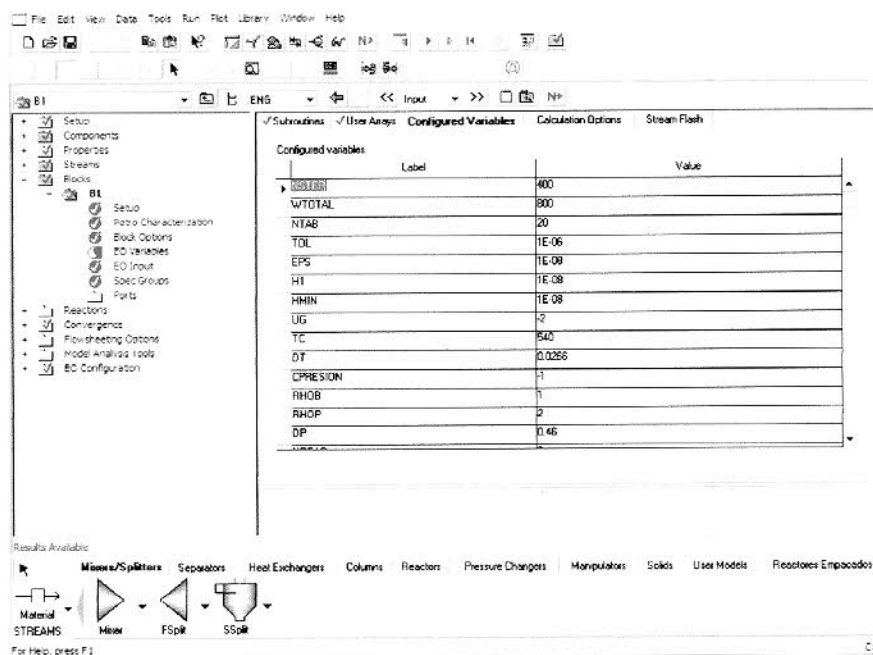 File Edit View Data Tools Run Plot Library Window Help
N>
B1 ENG << Input >> N>
Setup
Components
Properties
Streams
Blocks
B1
Setup
Petro Characterization
Block Options
EO Variables
EO Input
Spec Groups
Ports
Reactions
Convergence
Flowsheeting Options
Model Analysis Tools
EO Configuration
Subroutines User Arrays Configured Variables Calculation Options Stream Flash
Configured variables
Label Value
400
WTOTAL 800
NTAB 20
TOL 1E-06
EPS 1E-08
H1 1E-08
HMIN 1E-08
UG -2
TC 540
DT 0.0266
CPRESION -1
RHOB 1
RHOP 2
DP 0.46
Results Available
Mixers/Splitters Separators Heat Exchangers Columns Reactors Pressure Changers Manipulators Solids User Models Reactores Empacados
Material
STREAMS Mixer FSplit SSplit
For Help, press F1